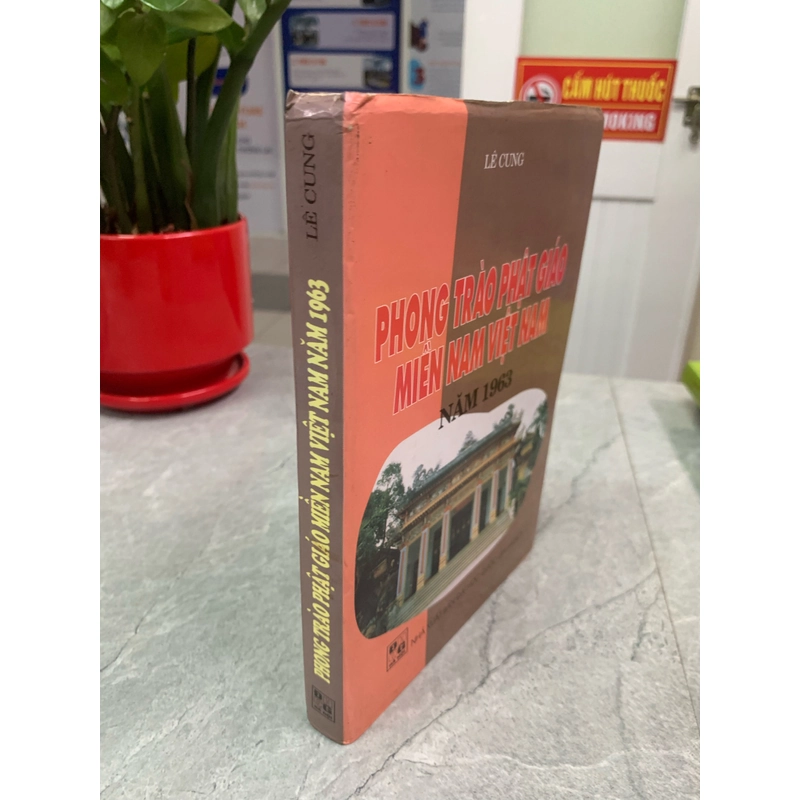 CẤM HÚT THUỐC
LÊ CUNG
PHONG TRÀO PHẬT GIÁO
MIỀN NAM VIỆT NAM
NĂM 1963
NHÀ
LÊ CUNG
PHONG TRÀO PHẬT GIÁO MIỀN NAM VIỆT NAM NĂM 1963